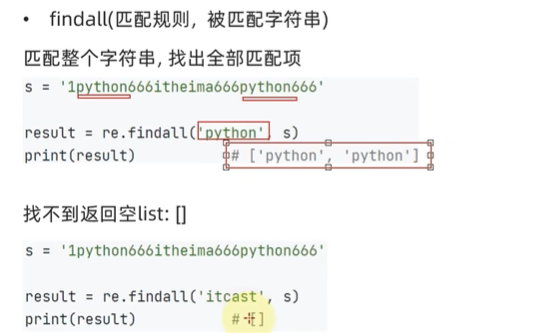 • findall(匹配规则, 被匹配字符串)
匹配整个字符串, 找出全部匹配项
s = '1python666itheima666python666'
result = re.findall('python', s)
print(result) # ['python', 'python']
找不到返回空list: []
s = '1python666itheima666python666'
result = re.findall('itcast', s)
print(result) # []